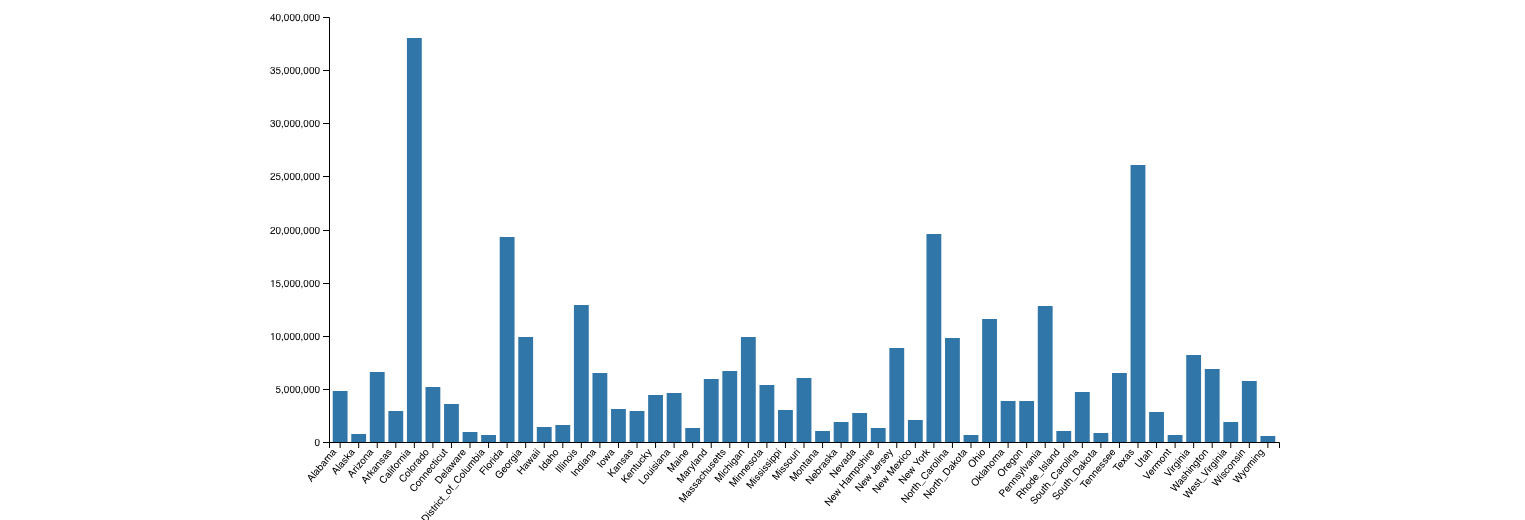 40,000,000
35,000,000
30,000,000
25,000,000
20,000,000
15,000,000
10,000,000
5,000,000
0
Alabama
Alaska
Arizona
Arkansas
California
Colorado
Connecticut
Delaware
District_of_Columbia
Florida
Georgia
Hawaii
Idaho
Illinois
Indiana
Iowa
Kansas
Kentucky
Louisiana
Maine
Maryland
Massachusetts
Michigan
Minnesota
Mississippi
Missouri
Montana
Nebraska
Nevada
New Hampshire
New Jersey
New Mexico
New York
North_Carolina
North_Dakota
Ohio
Oklahoma
Oregon
Pennsylvania
Rhode_Island
South_Carolina
South_Dakota
Tennessee
Texas
Utah
Vermont
Virginia
Washington
West_Virginia
Wisconsin
Wyoming